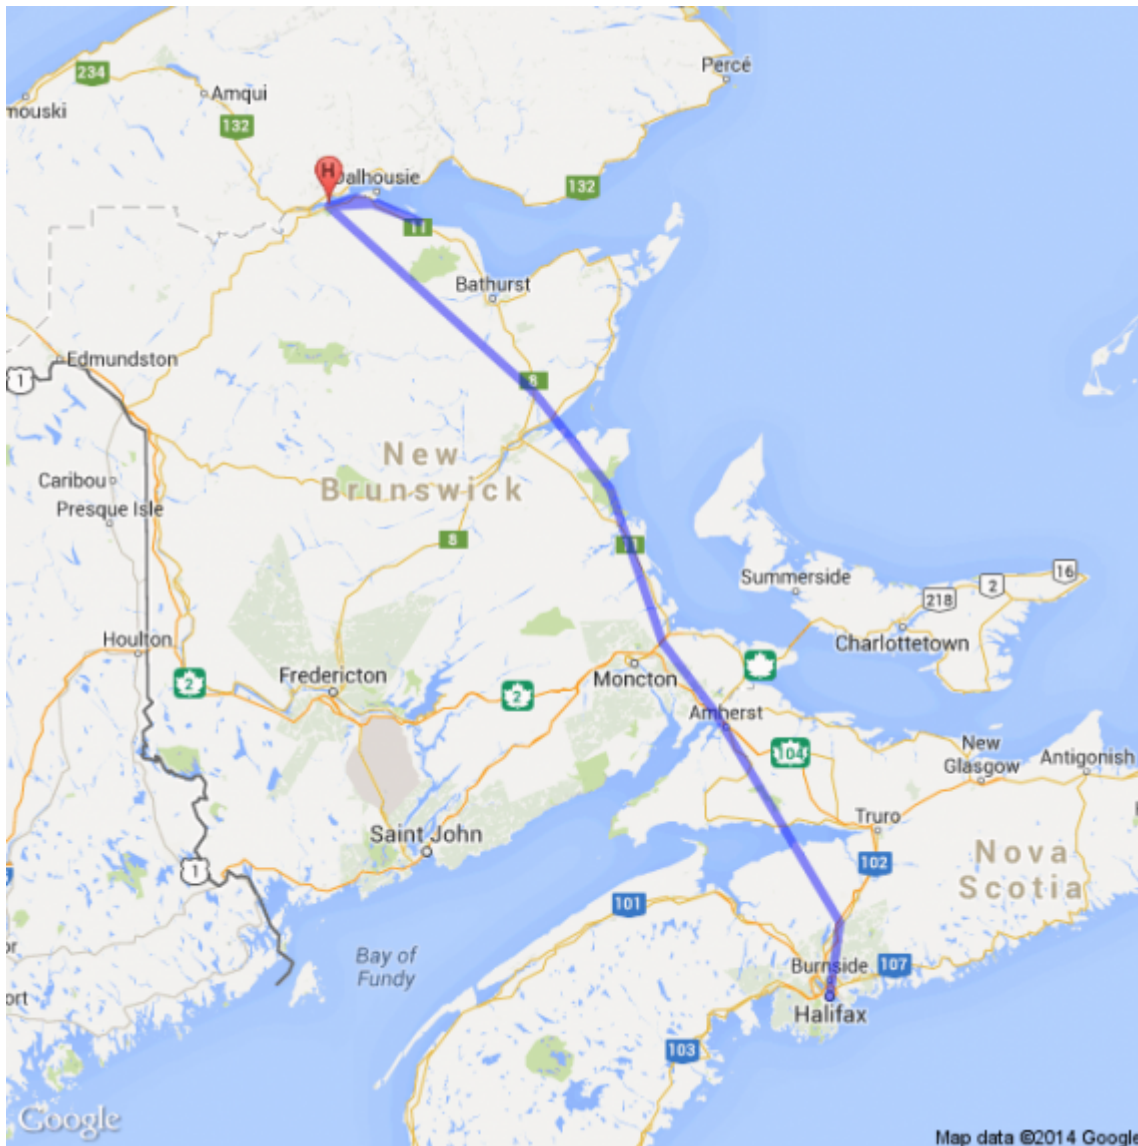 Percé
234
Amqui
mouski
132
H
Dalhousie
132
11
Bathurst
Edmundston
1
8
New
Brunswick
Caribou
Presque Isle
8
11
Summerside
16
2
218
Charlottetown
Houlton
Fredericton
2
2
Moncton
Amherst
104
New
Glasgow
Antigonish
Saint John
Truro
1
102
Nova
Scotia
101
Bay of
Fundy
Burnside
107
ort
Halifax
103
Google
Map data ©2014 Google